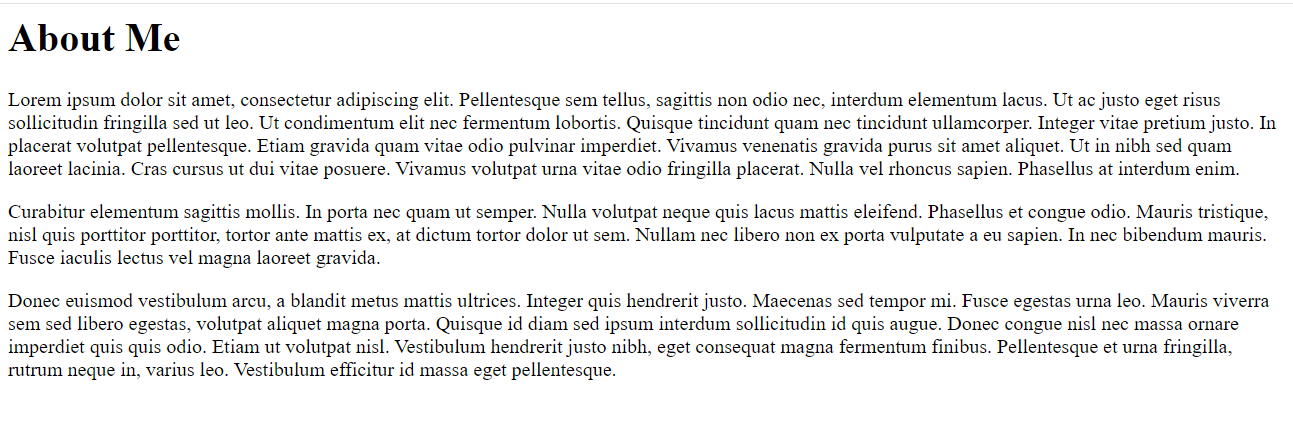 About Me
Lorem ipsum dolor sit amet, consectetur adipiscing elit. Pellentesque sem tellus, sagittis non odio nec, interdum elementum lacus. Ut ac justo eget risus
sollicitudin fringilla sed ut leo. Ut condimentum elit nec fermentum lobortis. Quisque tincidunt quam nec tincidunt ullamcorper. Integer vitae pretium justo. In
placerat volutpat pellentesque. Etiam gravida quam vitae odio pulvinar imperdiet. Vivamus venenatis gravida purus sit amet aliquet. Ut in nibh sed quam
laoreet lacinia. Cras cursus ut dui vitae posuere. Vivamus volutpat urna vitae odio fringilla placerat. Nulla vel rhoncus sapien. Phasellus at interdum enim.
Curabitur elementum sagittis mollis. In porta nec quam ut semper. Nulla volutpat neque quis lacus mattis eleifend. Phasellus et congue odio. Mauris tristique,
nisl quis porttitor porttitor, tortor ante mattis ex, at dictum tortor dolor ut sem. Nullam nec libero non ex porta vulputate a eu sapien. In nec bibendum mauris.
Fusce iaculis lectus vel magna laoreet gravida.
Donec euismod vestibulum arcu, a blandit metus mattis ultrices. Integer quis hendrerit justo. Maecenas sed tempor mi. Fusce egestas urna leo. Mauris viverra
sem sed libero egestas, volutpat aliquet magna porta. Quisque id diam sed ipsum interdum sollicitudin id quis augue. Donec congue nisl nec massa ornare
imperdiet quis quis odio. Etiam ut volutpat nisl. Vestibulum hendrerit justo nibh, eget consequat magna fermentum finibus. Pellentesque et urna fringilla,
rutrum neque in, varius leo. Vestibulum efficitur id massa eget pellentesque.